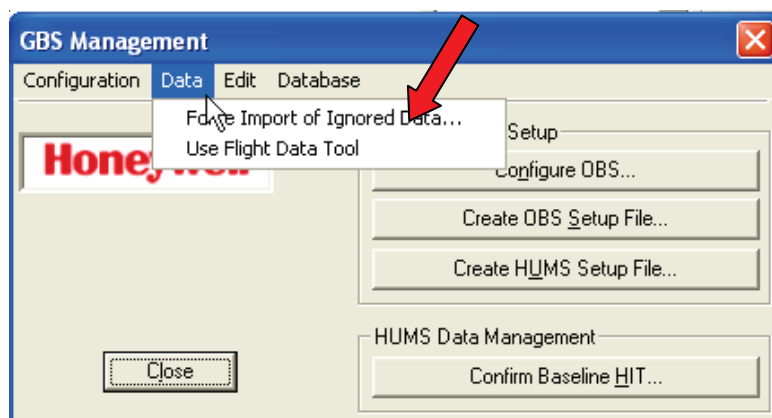 GBS Management
Configuration Data Edit Database
Force Import of Ignored Data...
Use Flight Data Tool
Setup
Configure OBS...
Create OBS Setup File...
Create HUMS Setup File...
HUMS Data Management
Close
Confirm Baseline HIT...